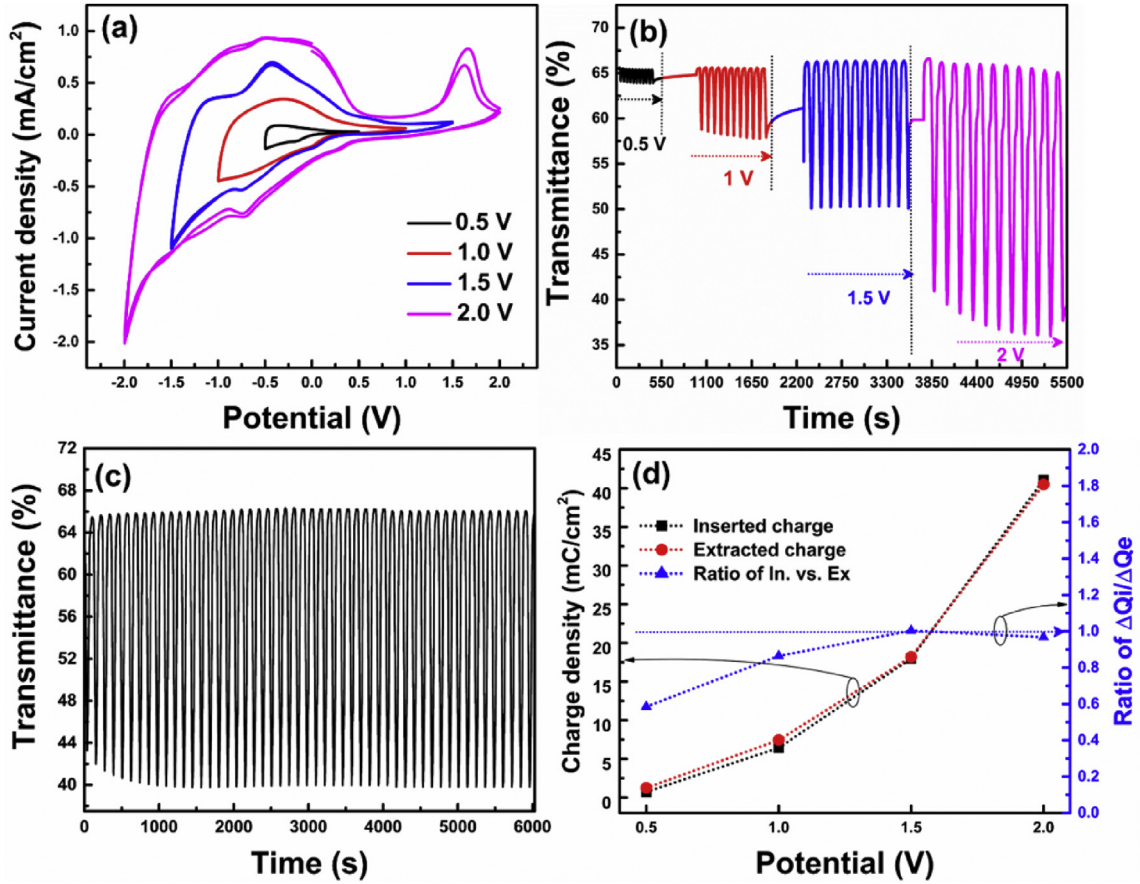 (a)
Current density (mA/cm²)
1.0
0.5
0.0
-0.5
-1.0
-1.5
-2.0
0.5 V
1.0 V
1.5 V
2.0 V
-2.0 -1.5 -1.0 -0.5 0.0 0.5 1.0 1.5 2.0
Potential (V)
(b)
Transmittance (%)
70
65
60
55
50
45
40
35
0.5 V
1 V
1.5 V
2 V
0 550 1100 1650 2200 2750 3300 3850 4400 4950 5500
Time (s)
(c)
Transmittance (%)
72
68
64
60
56
52
48
44
40
0 1000 2000 3000 4000 5000 6000
Time (s)
(d)
Charge density (mC/cm²)
45
40
35
30
25
20
15
10
5
0
Inserted charge
Extracted charge
Ratio of In. vs. Ex
0.5 1.0 1.5 2.0
Potential (V)
2.0
1.8
1.6
1.4
1.2
1.0
0.8
0.6
0.4
0.2
0.0
Ratio of ΔQi/ΔQe